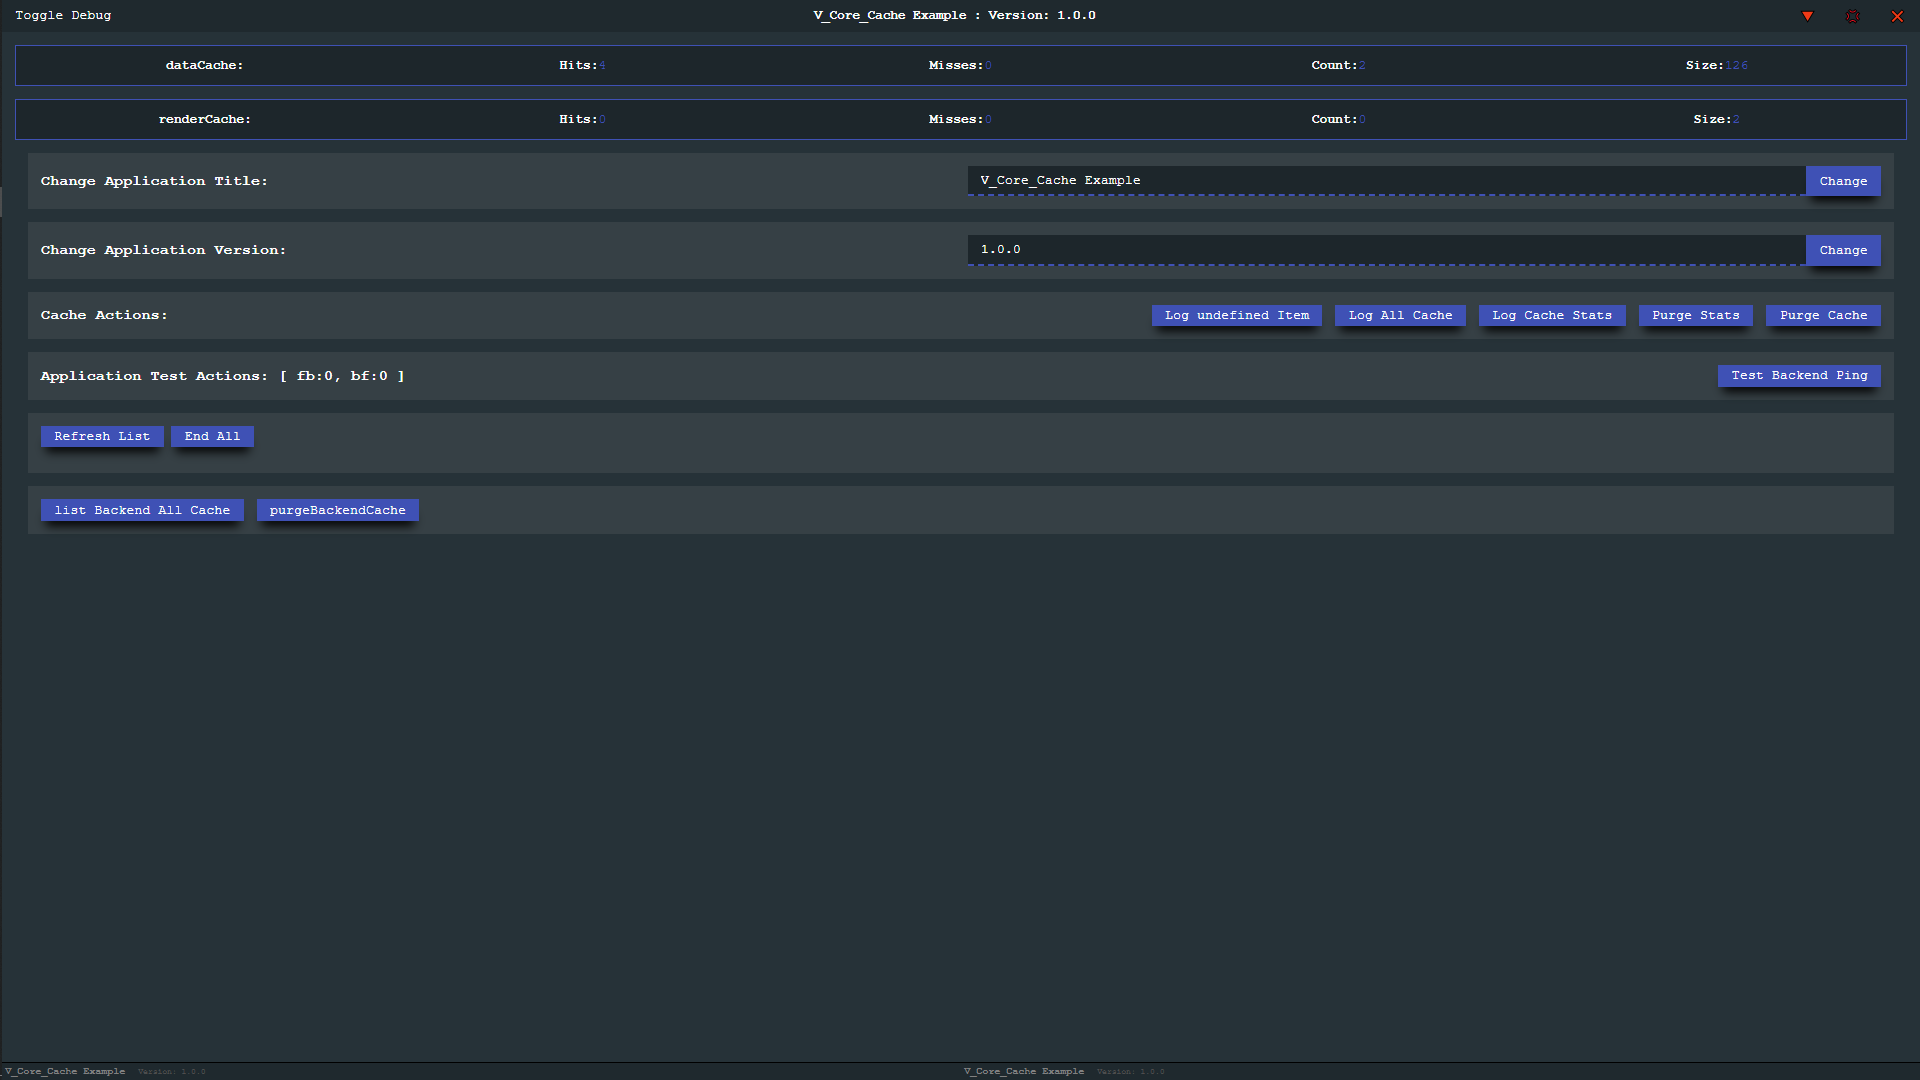 Toggle Debug V_Core_Cache Example : Version: 1.0.0
dataCache: Hits:4 Misses:0 Count:2 Size:126
renderCache: Hits:0 Misses:0 Count:0 Size:2
Change Application Title: V_Core_Cache Example Change
Change Application Version: 1.0.0 Change
Cache Actions: Log undefined Item Log All Cache Log Cache Stats Purge Stats Purge Cache
Application Test Actions: [ fb:0, bf:0 ] Test Backend Ping
Refresh List End All
list Backend All Cache purgeBackendCache
V_Core_Cache Example Version: 1.0.0 V_Core_Cache Example Version: 1.0.0